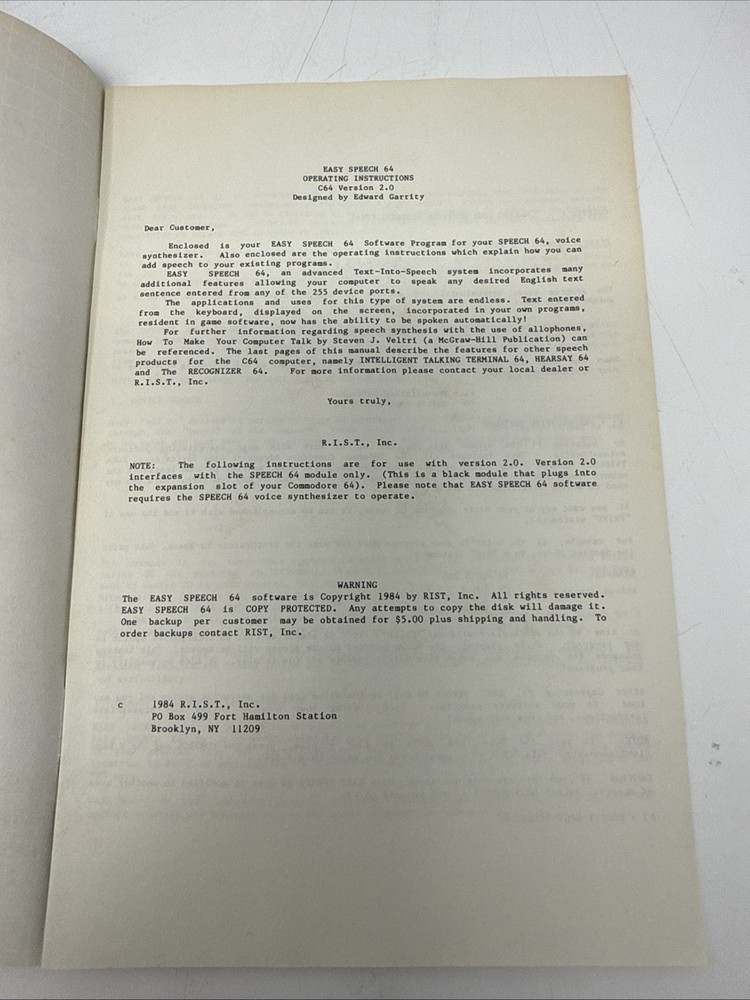 EASY SPEECH 64
OPERATING INSTRUCTIONS
C64 Version 2.0
Designed by Edward Garrity
Dear Customer,
Enclosed is your EASY SPEECH 64 Software Program for your SPEECH 64, voice
synthesizer. Also enclosed are the operating instructions which explain how you can
add speech to your existing programs.
EASY SPEECH 64, an advanced Text-Into-Speech system incorporates many
additional features allowing your computer to speak any desired English text
sentence entered from any of the 255 device ports.
The applications and uses for this type of system are endless. Text entered
from the keyboard, displayed on the screen, incorporated in your own programs,
resident in game software, now has the ability to be spoken automatically!
For further information regarding speech synthesis with the use of allophones,
How To Make Your Computer Talk by Steven J. Veltri (a McGraw-Hill Publication) can
be referenced. The last pages of this manual describe the features for other speech
products for the C64 computer, namely INTELLIGENT TALKING TERMINAL 64, HEARSAY 64
and The RECOGNIZER 64. For more information please contact your local dealer or
R.I.S.T., Inc.
Yours truly,
R.I.S.T., Inc.
NOTE: The following instructions are for use with version 2.0. Version 2.0
interfaces with the SPEECH 64 module only. (This is a black module that plugs into
the expansion slot of your Commodore 64). Please note that EASY SPEECH 64 software
requires the SPEECH 64 voice synthesizer to operate.
WARNING
The EASY SPEECH 64 software is Copyright 1984 by RIST, Inc. All rights reserved.
EASY SPEECH 64 is COPY PROTECTED. Any attempts to copy the disk will damage it.
One backup per customer may be obtained for $5.00 plus shipping and handling. To
order backups contact RIST, Inc.
c 1984 R.I.S.T., Inc.
PO Box 499 Fort Hamilton Station
Brooklyn, NY 11209